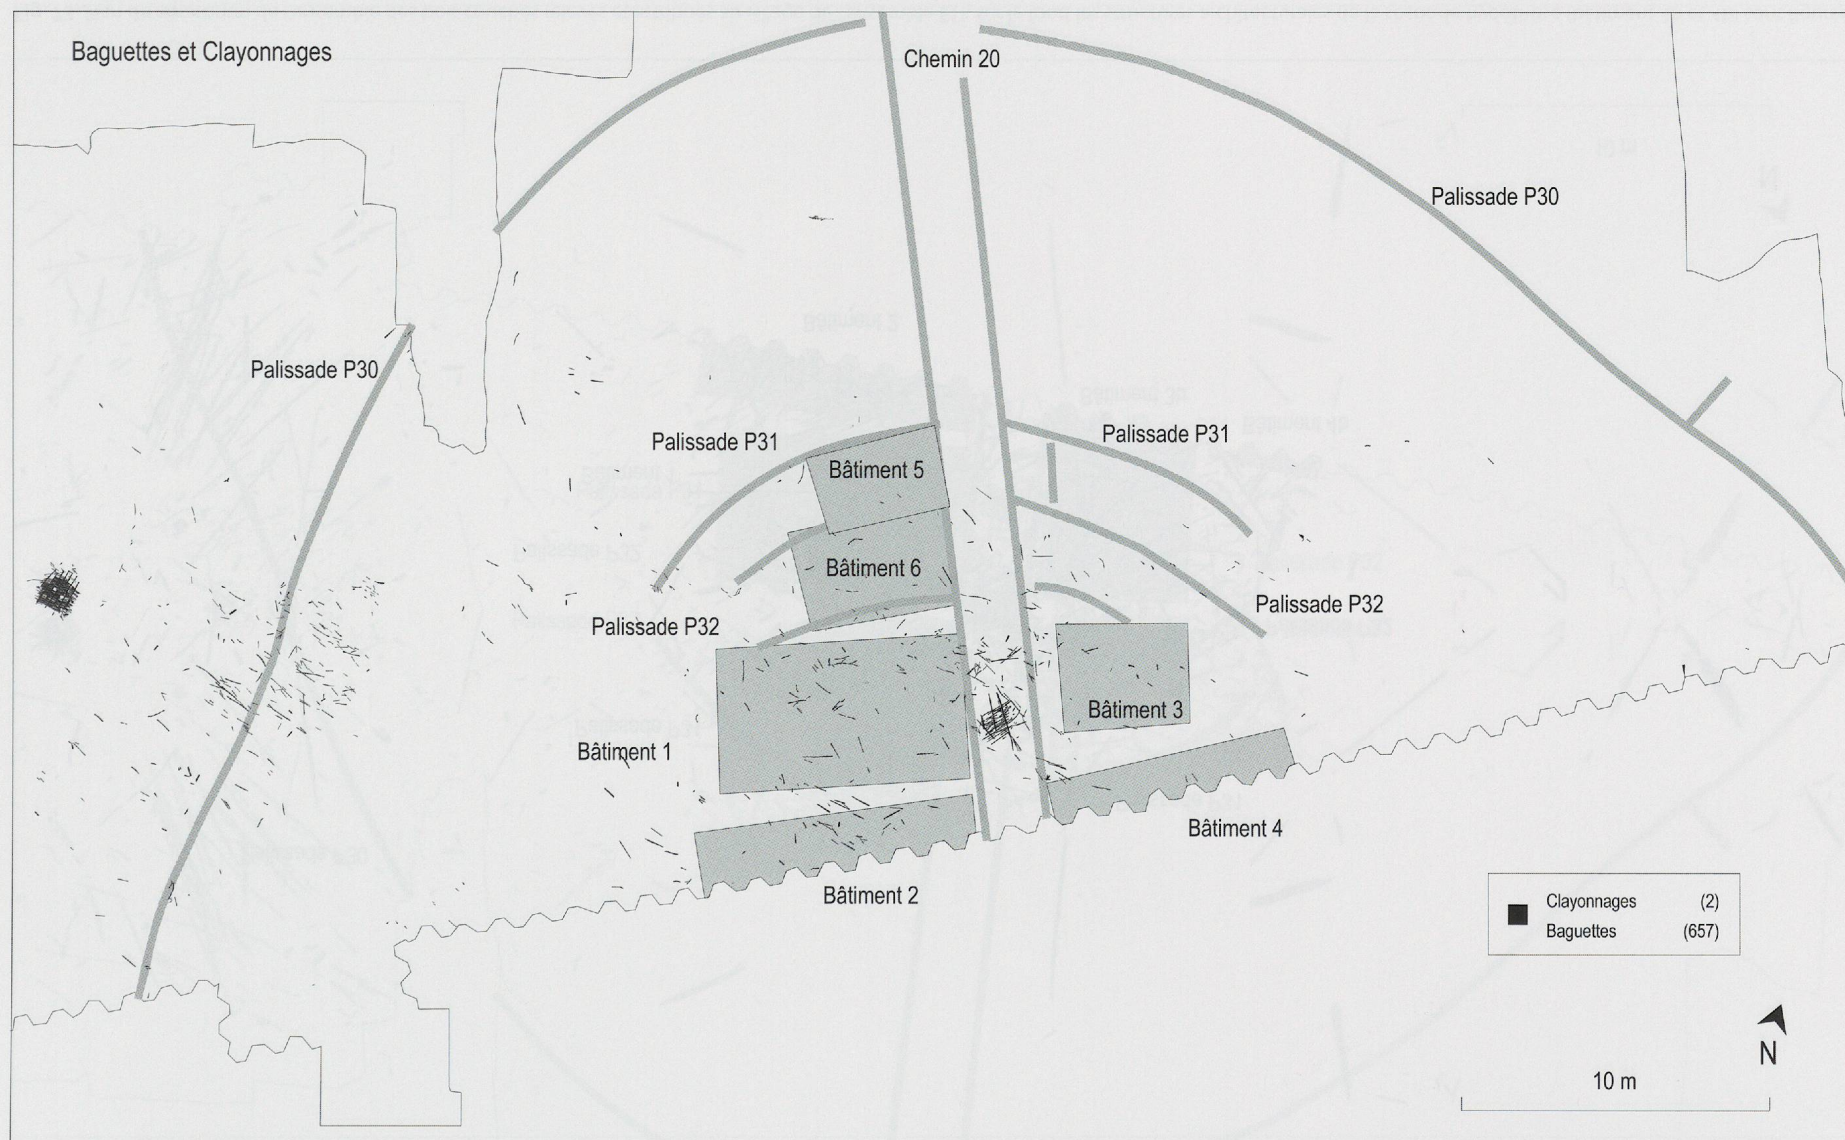 Baguettes et Clayonnages
Chemin 20
Palissade P30
Palissade P30
Palissade P31
Palissade P31
Bâtiment 5
Bâtiment 6
Palissade P32
Palissade P32
Bâtiment 1
Bâtiment 3
Bâtiment 4
Bâtiment 2
Clayonnages (2)
Baguettes (657)
N
10 m